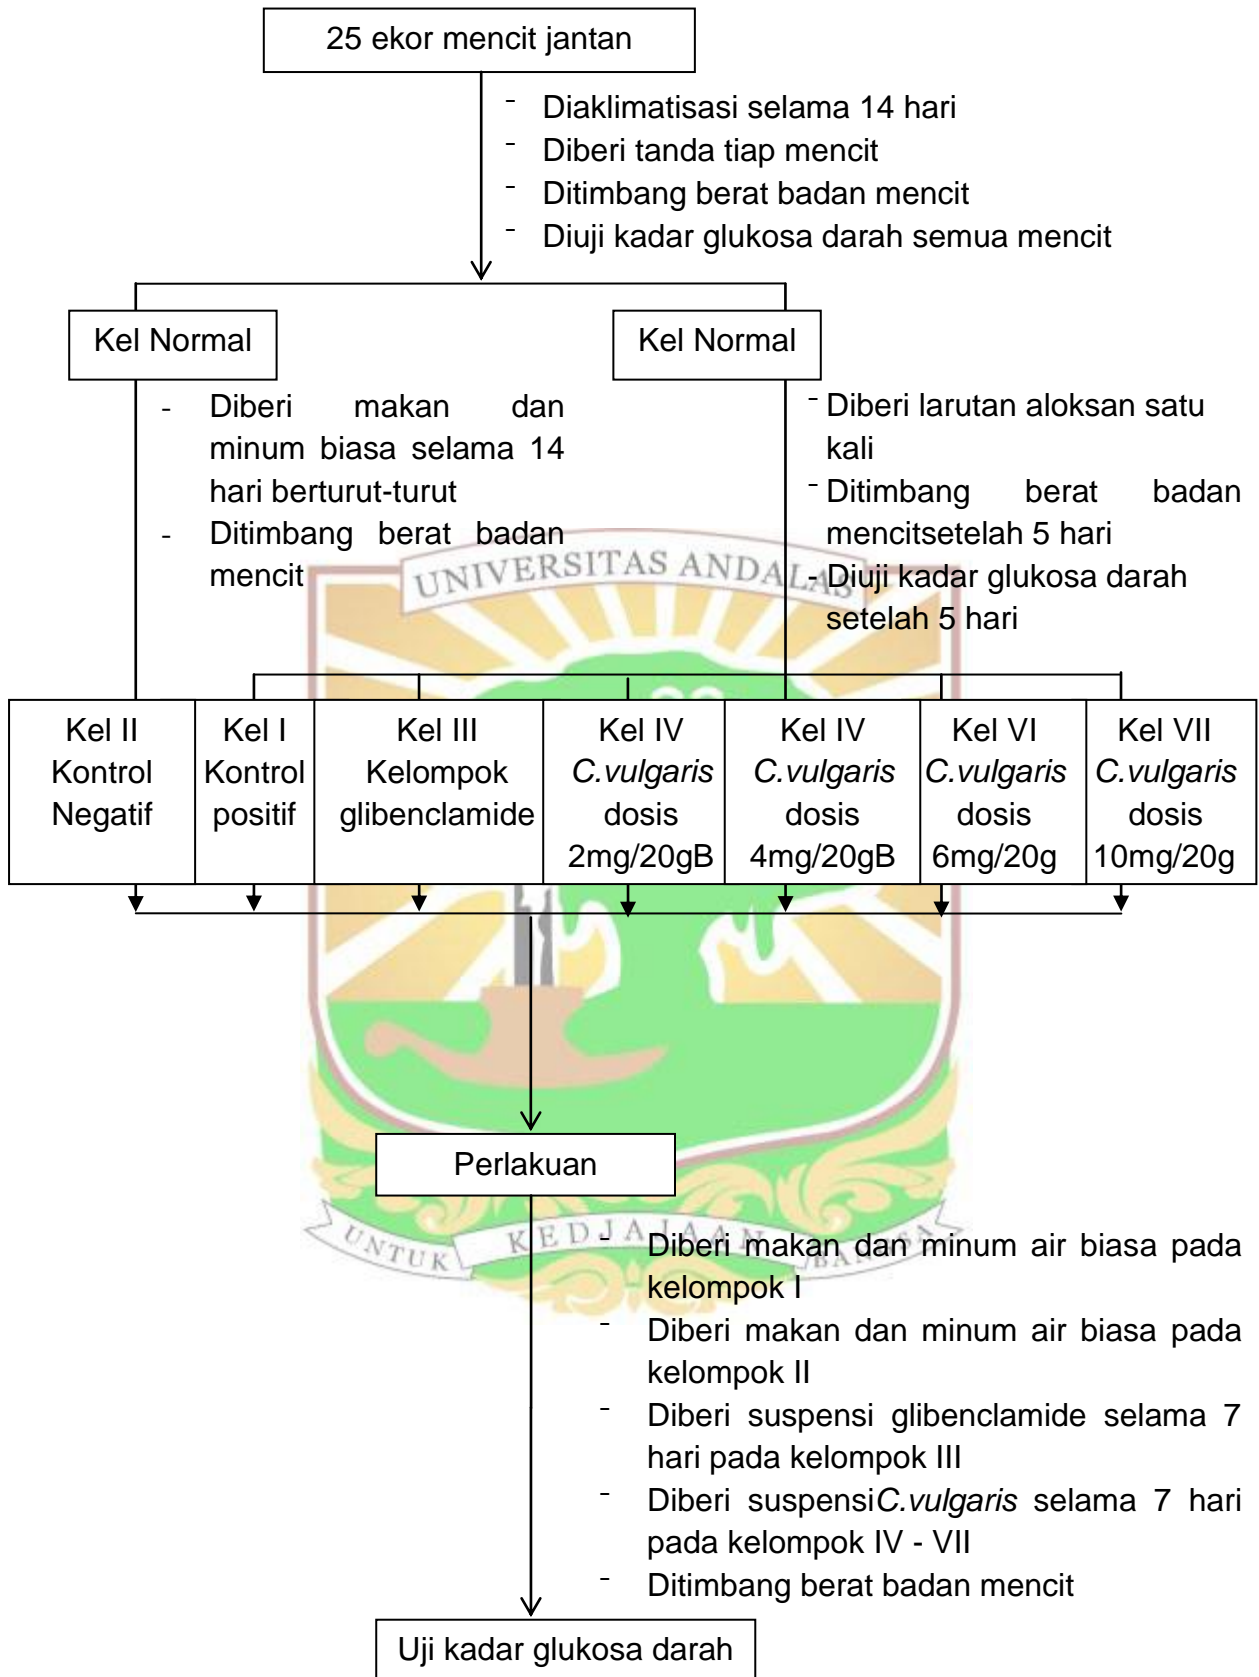 25 ekor mencit jantan
- Diaklimatisasi selama 14 hari
- Diberi tanda tiap mencit
- Ditimbang berat badan mencit
- Diuji kadar glukosa darah semua mencit
Kel Normal
- Diberi makan dan
minum biasa selama 14
hari berturut-turut
- Ditimbang berat badan
mencit
Kel Normal
- Diberi larutan aloksan satu
kali
- Ditimbang berat badan
mencitsetelah 5 hari
- Diuji kadar glukosa darah
setelah 5 hari
UNIVERSITAS ANDALAS
Kel II
Kontrol
Negatif
Kel I
Kontrol
positif
Kel III
Kelompok
glibenclamide
Kel IV
C.vulgaris
dosis
2mg/20gB
Kel IV
C.vulgaris
dosis
4mg/20gB
Kel VI
C.vulgaris
dosis
6mg/20g
Kel VII
C.vulgaris
dosis
10mg/20g
Perlakuan
UNTUK KEDJAJAAN BANGSA
- Diberi makan dan minum air biasa pada
kelompok I
- Diberi makan dan minum air biasa pada
kelompok II
- Diberi suspensi glibenclamide selama 7
hari pada kelompok III
- Diberi suspensiC.vulgaris selama 7 hari
pada kelompok IV - VII
- Ditimbang berat badan mencit
Uji kadar glukosa darah